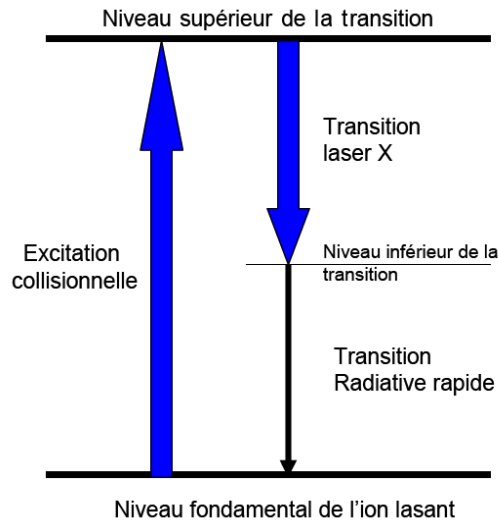 Niveau supérieur de la transition
Transition
laser X
Excitation
collisionnelle
Niveau inférieur de la
transition
Transition
Radiative rapide
Niveau fondamental de l'ion lasant